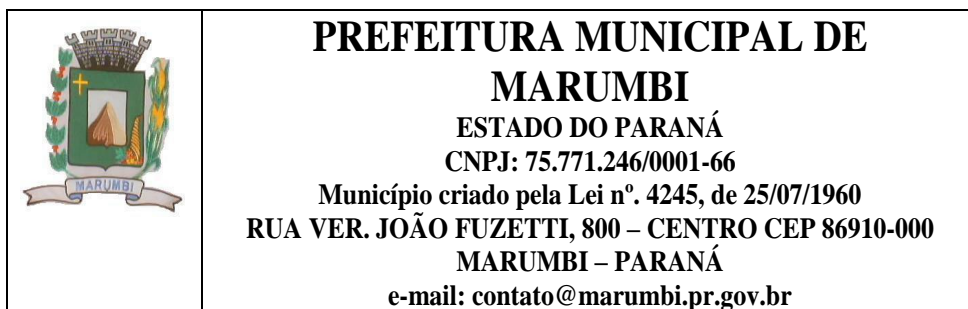 MARUMBI
PREFEITURA MUNICIPAL DE
MARUMBI
ESTADO DO PARANÁ
CNPJ: 75.771.246/0001-66
Município criado pela Lei nº. 4245, de 25/07/1960
RUA VER. JOÃO FUZETTI, 800 – CENTRO CEP 86910-000
MARUMBI – PARANÁ
e-mail: contato@marumbi.pr.gov.br